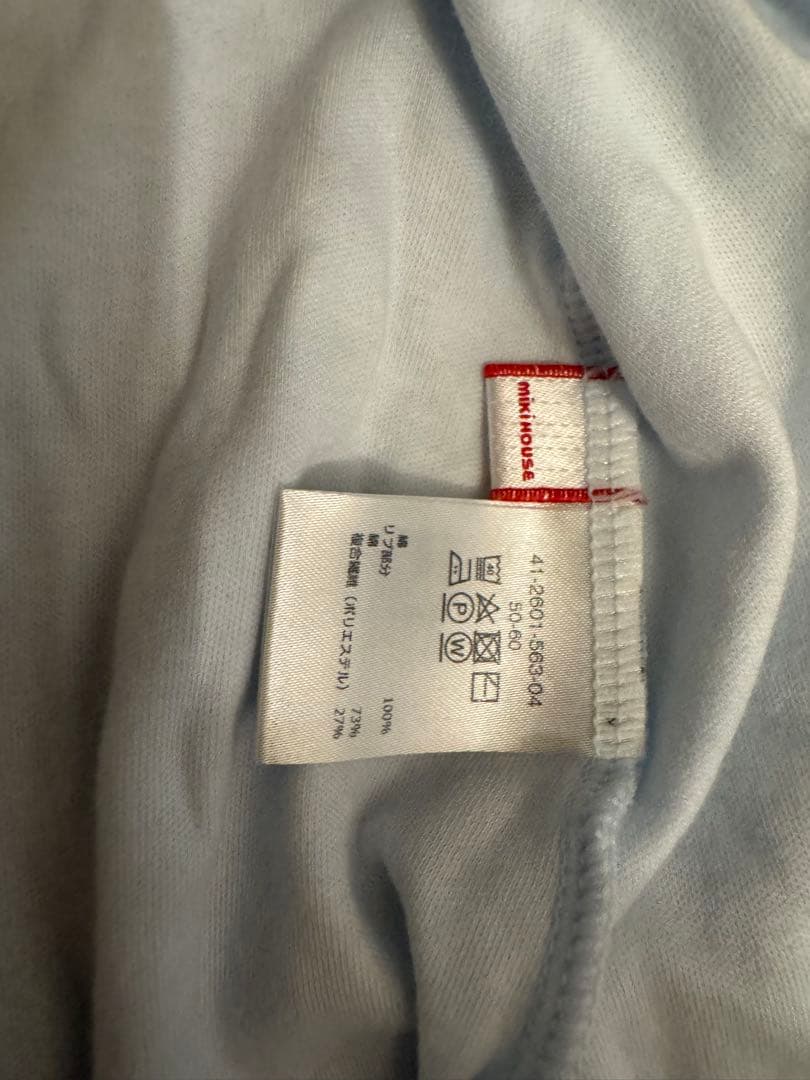 MIKIHOUSE
41-2601-563-04
50-60
40
P W
綿 100%
リブ部分
綿 73%
複合繊維（ポリエステル） 27%